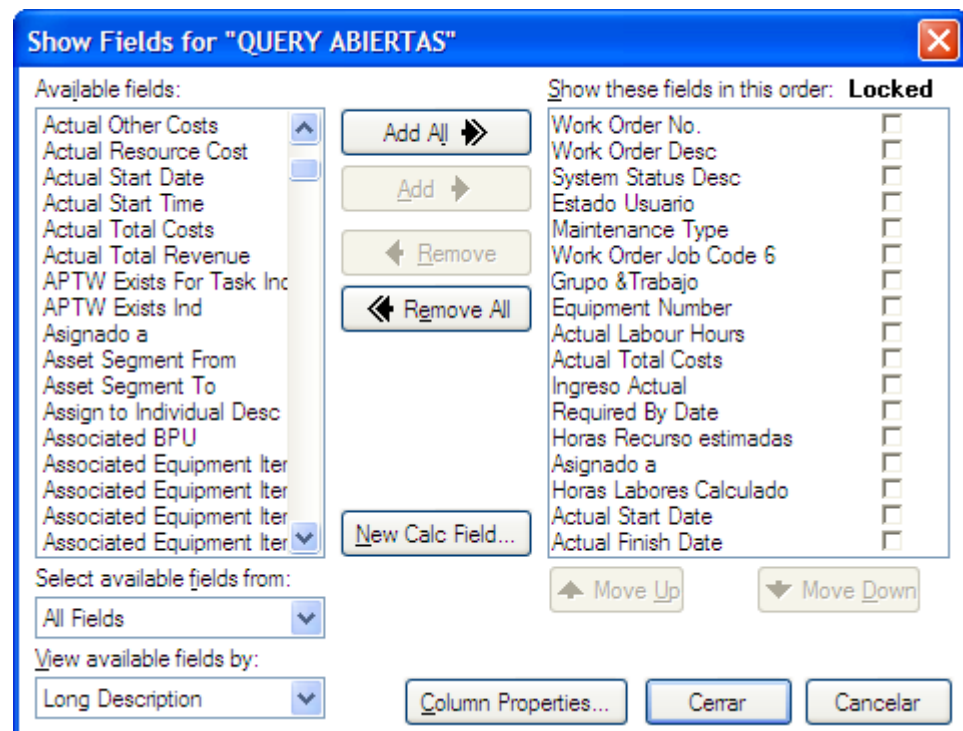 Show Fields for "QUERY ABIERTAS"
Available fields:
Actual Other Costs
Actual Resource Cost
Actual Start Date
Actual Start Time
Actual Total Costs
Actual Total Revenue
APTW Exists For Task Ind
APTW Exists Ind
Asignado a
Asset Segment From
Asset Segment To
Assign to Individual Desc
Associated BPU
Associated Equipment Iter
Associated Equipment Iter
Associated Equipment Iter
Associated Equipment Iter
Select available fields from:
All Fields
View available fields by:
Long Description
Add All
Add
Remove
Remove All
New Calc Field...
Show these fields in this order: Locked
Work Order No.
Work Order Desc
System Status Desc
Estado Usuario
Maintenance Type
Work Order Job Code 6
Grupo &Trabajo
Equipment Number
Actual Labour Hours
Actual Total Costs
Ingreso Actual
Required By Date
Horas Recurso estimadas
Asignado a
Horas Labores Calculado
Actual Start Date
Actual Finish Date
Move Up
Move Down
Column Properties...
Cerrar
Cancelar